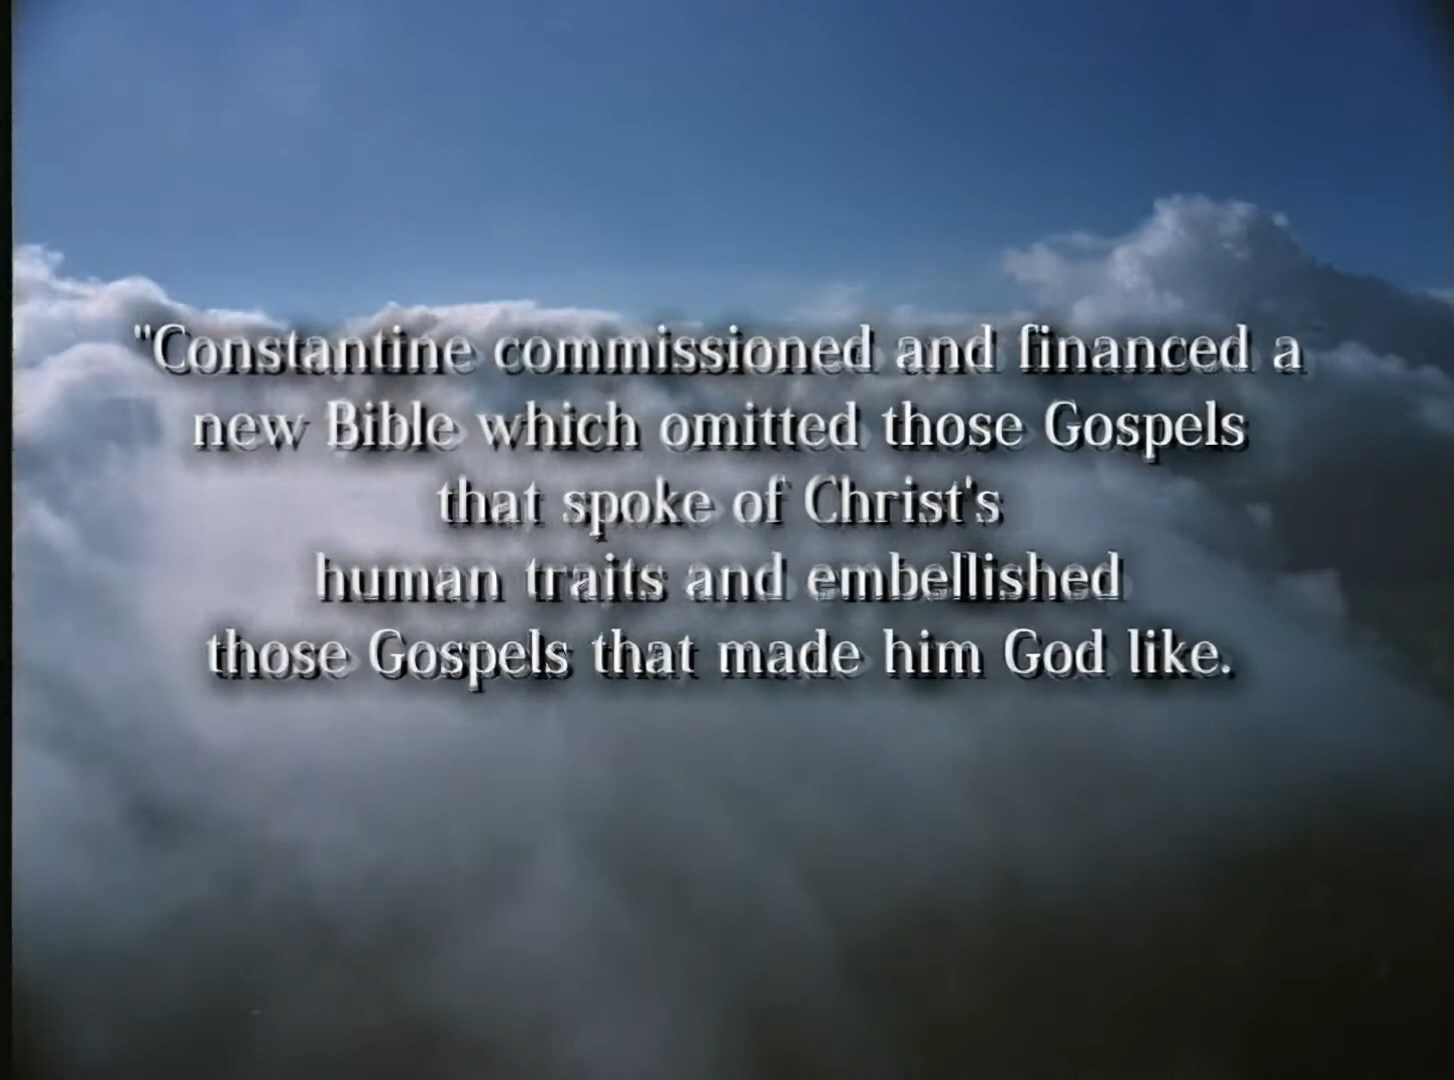 "Constantine commissioned and financed a
new Bible which omitted those Gospels
that spoke of Christ's
human traits and embellished
those Gospels that made him God like.